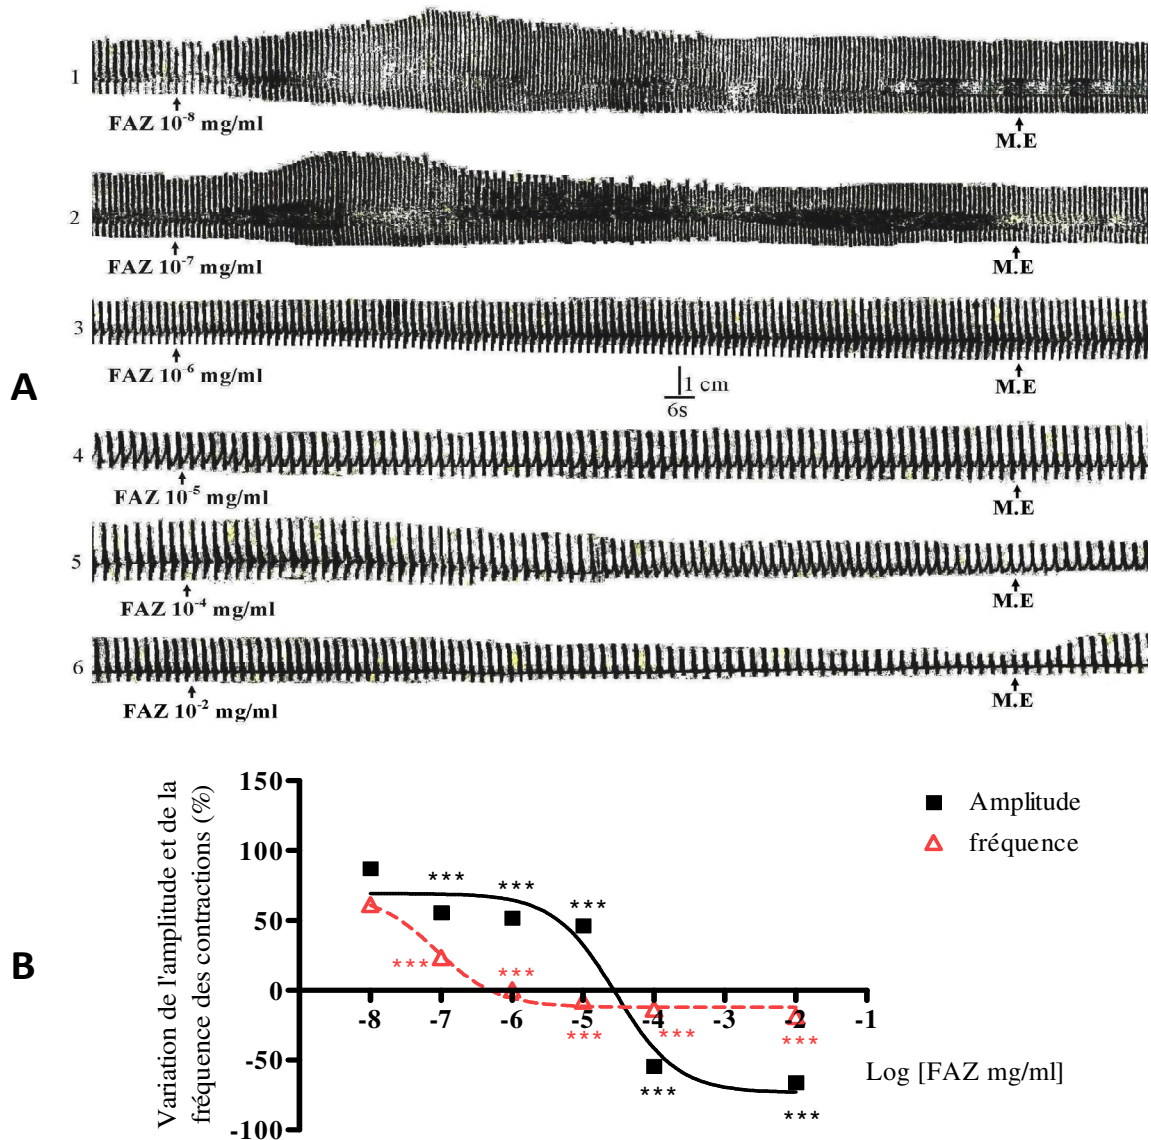 A
1
FAZ 10⁻⁸ mg/ml
M.E
2
FAZ 10⁻⁷ mg/ml
M.E
3
FAZ 10⁻⁶ mg/ml
M.E
1 cm
6s
4
FAZ 10⁻⁵ mg/ml
M.E
5
FAZ 10⁻⁴ mg/ml
M.E
6
FAZ 10⁻² mg/ml
M.E
B
Variation de l'amplitude et de la
fréquence des contractions (%)
150
100
50
0
-50
-100
-8 -7 -6 -5 -4 -3 -2 -1
*** *** ***
*** ***
*** *** ***
*** ***
Log [FAZ mg/ml]
Amplitude
fréquence